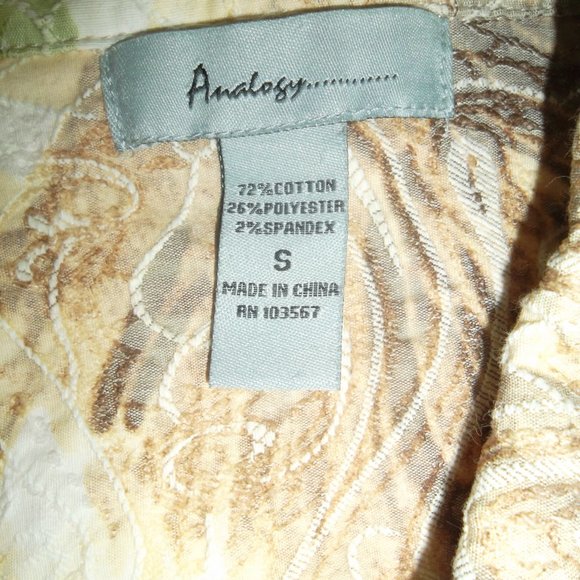 Analogy............
72%COTTON
26%POLYESTER
2%SPANDEX
S
MADE IN CHINA
RN 103567